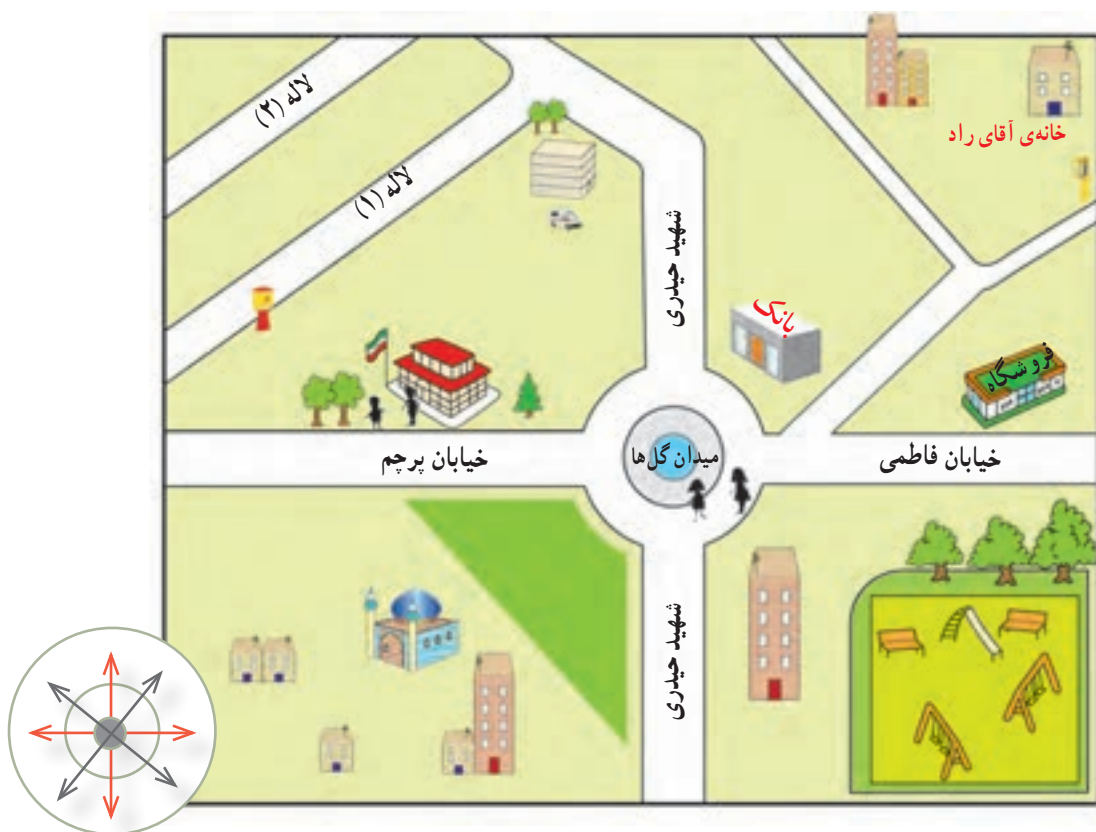 لاله (۲)
لاله (۱)
خانه‌ی آقای راد
شهید حیدری
بانک
فروشگاه
خیابان فاطمی
میدان گل‌ها
خیابان پرچم
شهید حیدری